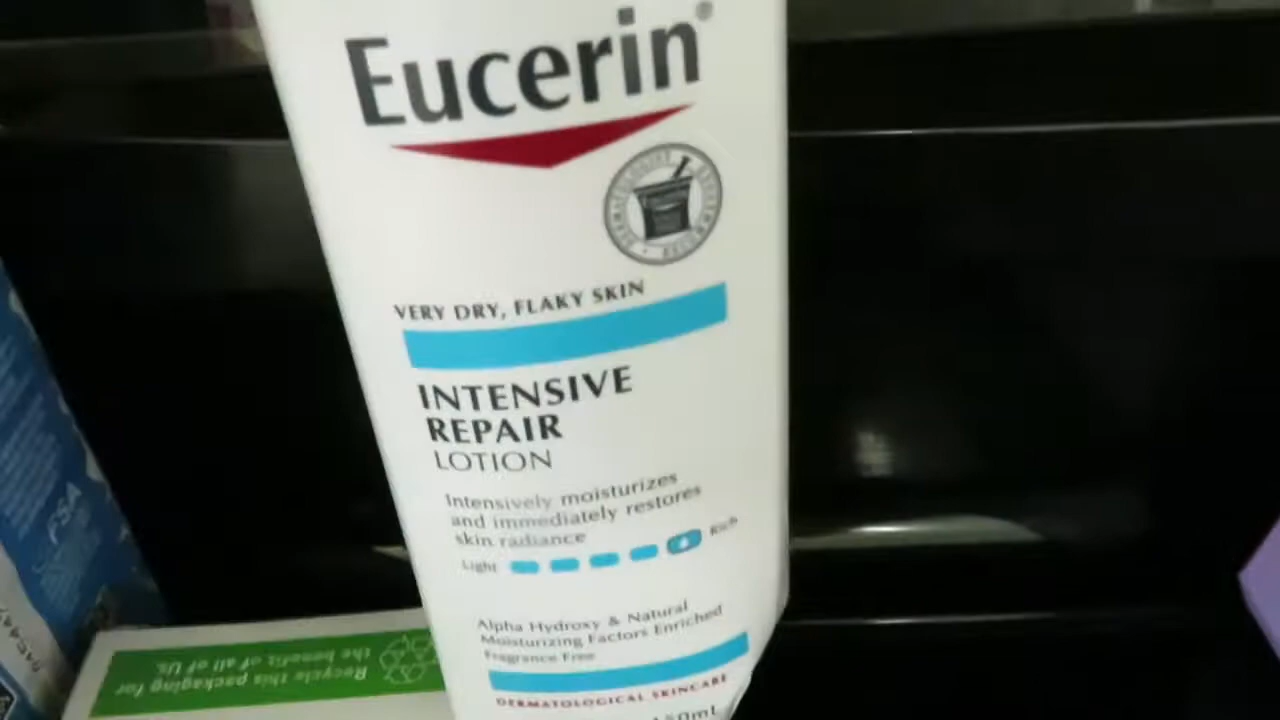 Eucerin®
VERY DRY, FLAKY SKIN
INTENSIVE
REPAIR
LOTION
Intensively moisturizes
and immediately restores
skin radiance
Light
Rich
Alpha Hydroxy & Natural
Moisturizing Factors Enriched
Fragrance Free
DERMATOLOGICAL SKINCARE
Recycle this packaging for
the benefit of all of Us.
FSA